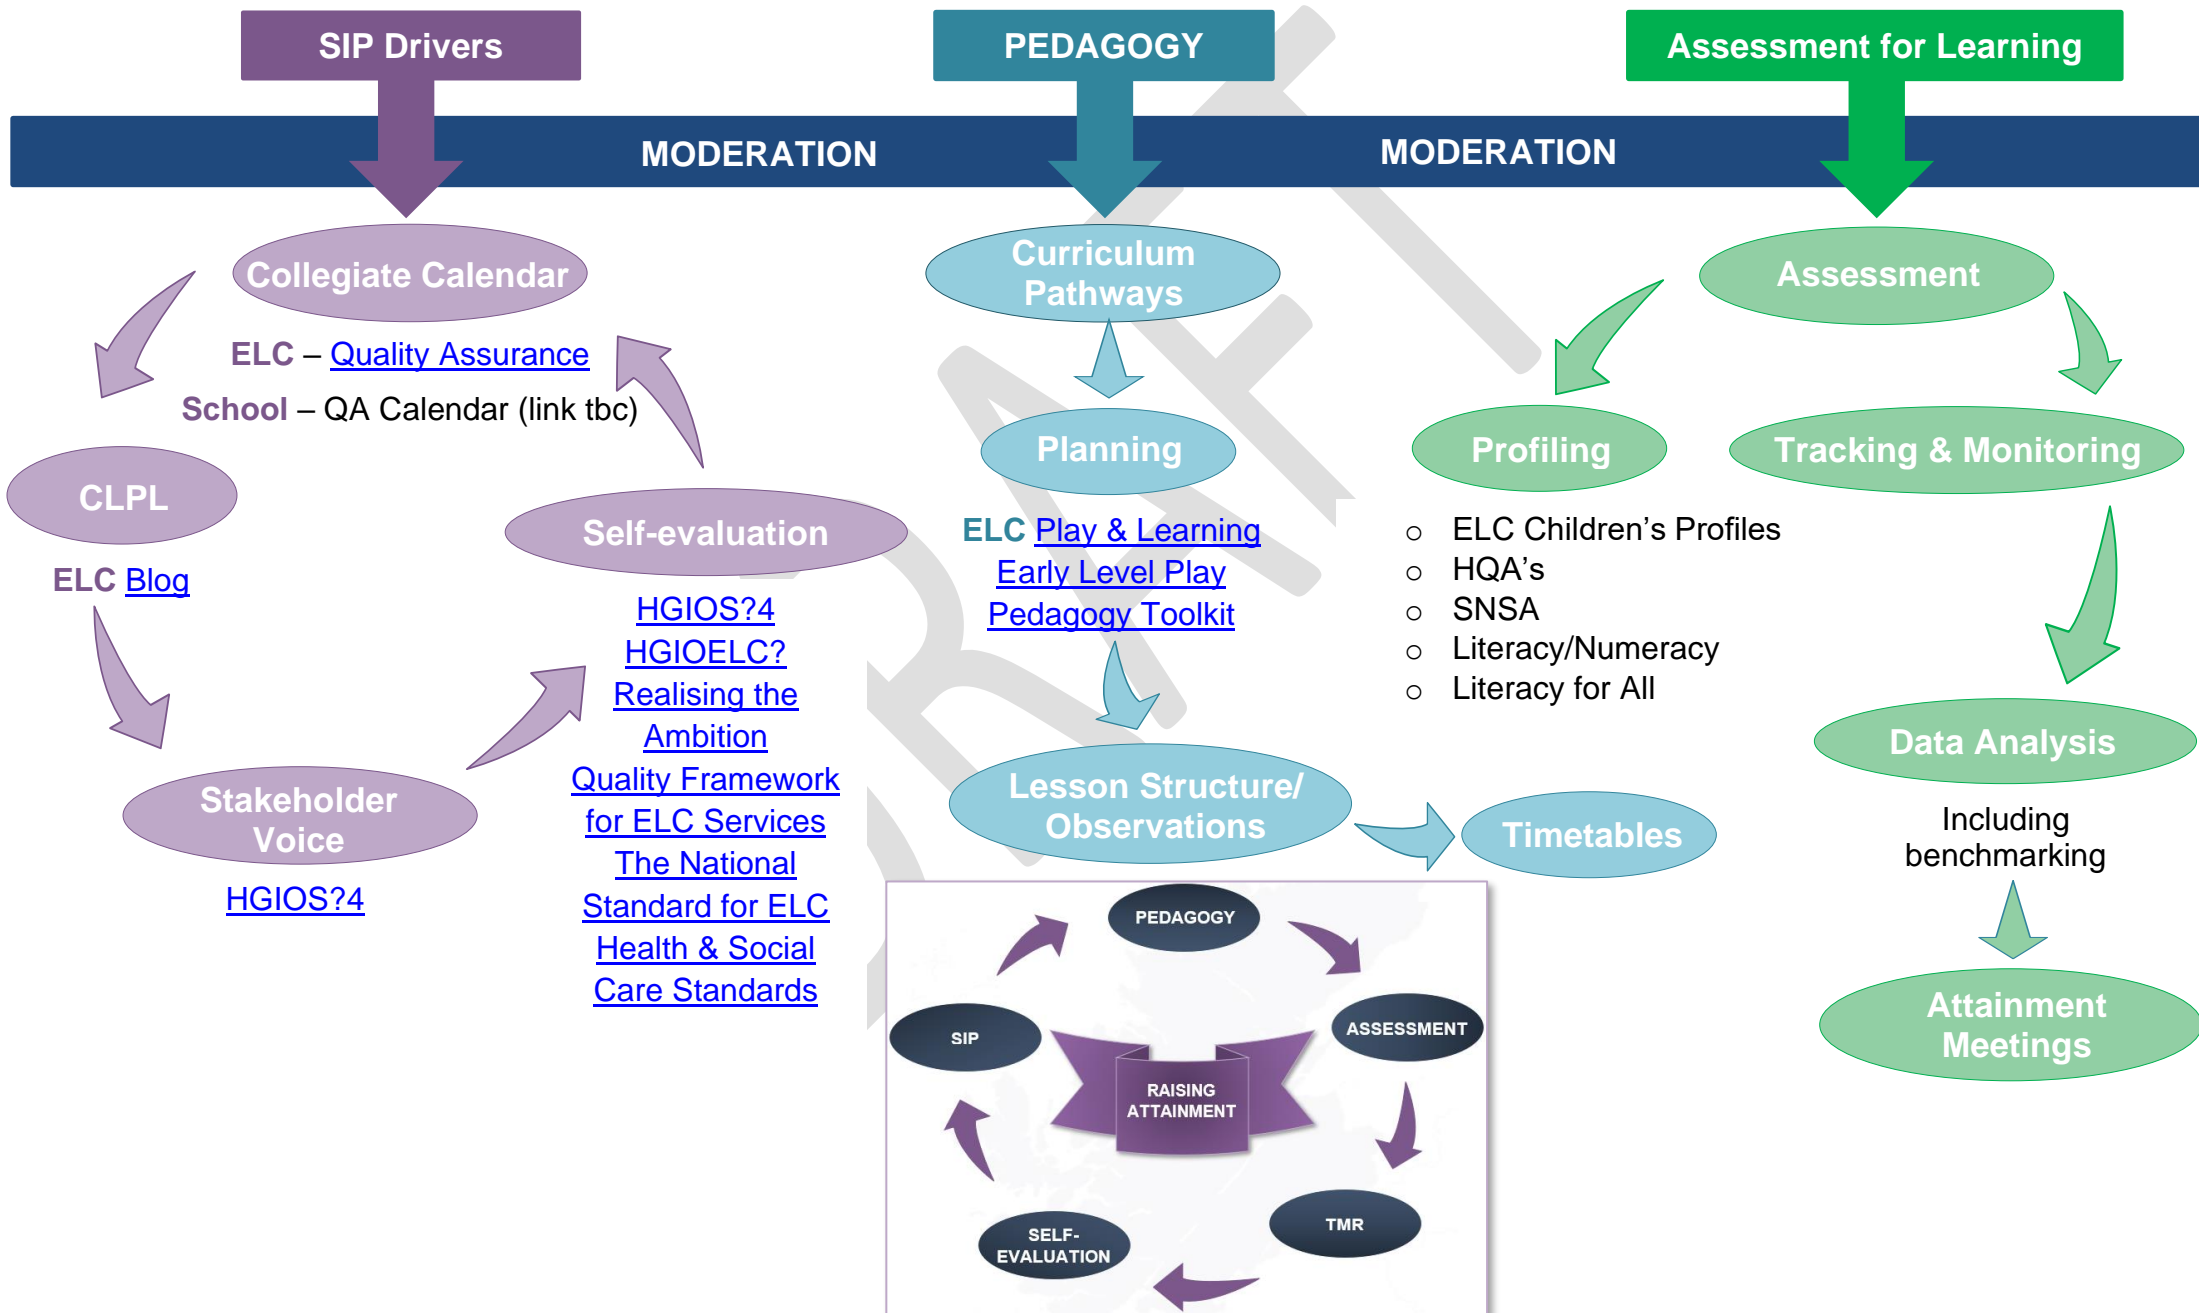 SIP Drivers
PEDAGOGY
Assessment for Learning
MODERATION
MODERATION
Collegiate Calendar
ELC – Quality Assurance
School – QA Calendar (link tbc)
CLPL
ELC Blog
Stakeholder
Voice
HGIOS?4
Self-evaluation
HGIOS?4
HGIOELC?
Realising the
Ambition
Quality Framework
for ELC Services
The National
Standard for ELC
Health & Social
Care Standards
Curriculum
Pathways
Planning
ELC Play & Learning
Early Level Play
Pedagogy Toolkit
Lesson Structure/
Observations
Timetables
Assessment
Profiling
o ELC Children’s Profiles
o HQA’s
o SNSA
o Literacy/Numeracy
o Literacy for All
Tracking & Monitoring
Data Analysis
Including
benchmarking
Attainment
Meetings
PEDAGOGY
ASSESSMENT
TMR
SELF-
EVALUATION
SIP
RAISING
ATTAINMENT
DRAFT